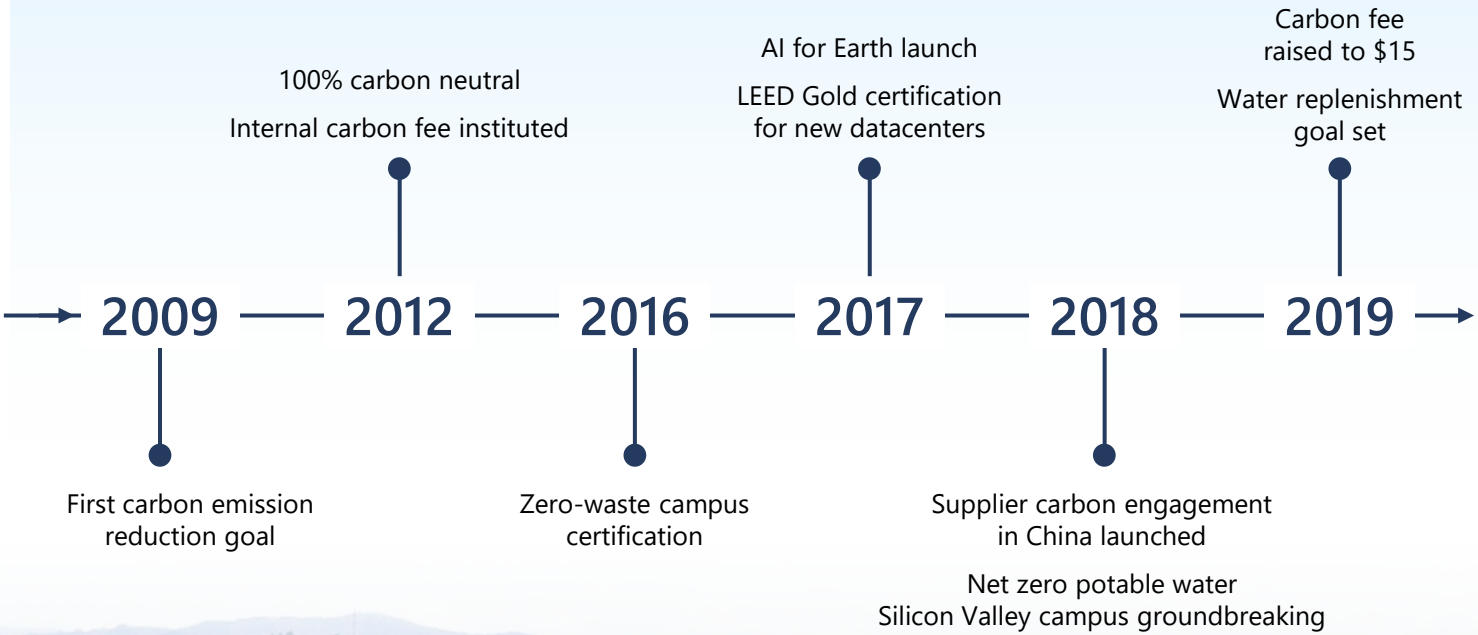 100% carbon neutral
Internal carbon fee instituted
AI for Earth launch
LEED Gold certification
for new datacenters
Carbon fee
raised to $15
Water replenishment
goal set
2009
2012
2016
2017
2018
2019
First carbon emission
reduction goal
Zero-waste campus
certification
Supplier carbon engagement
in China launched
Net zero potable water
Silicon Valley campus groundbreaking